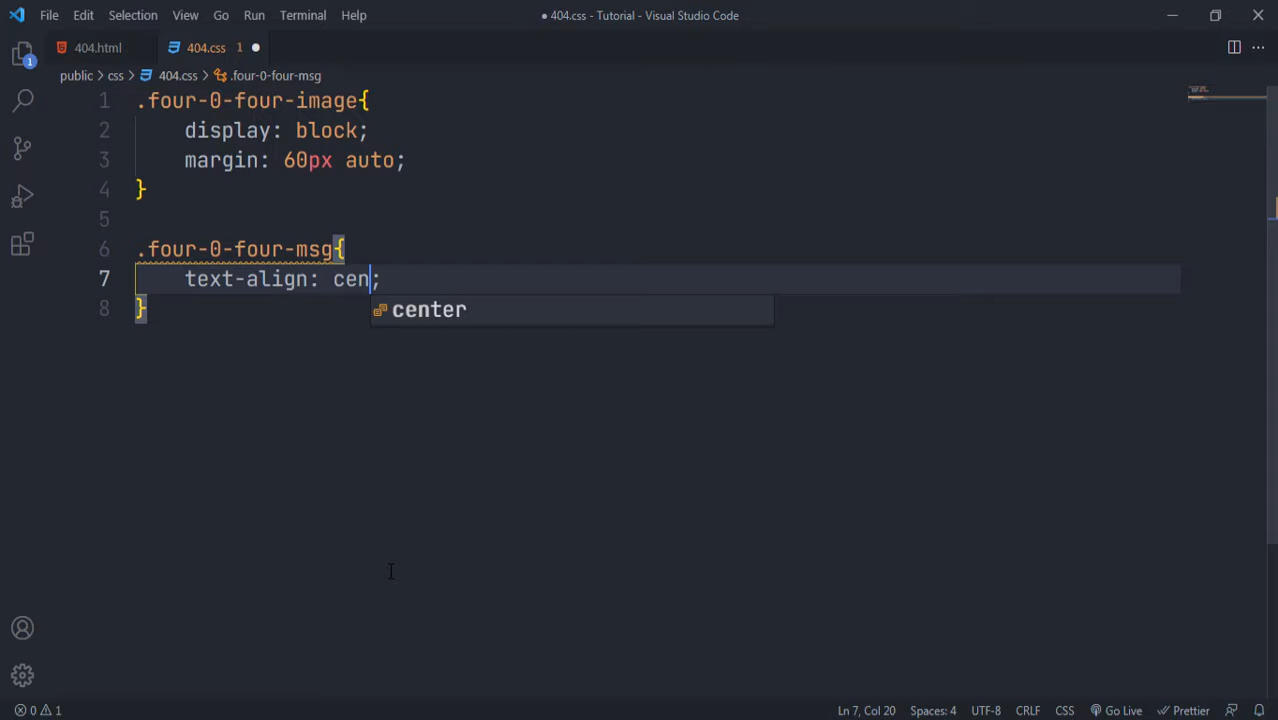 File Edit Selection View Go Run Terminal Help ● 404.css - Tutorial - Visual Studio Code
404.html 404.css 1 ●
1
public > css > 404.css > .four-0-four-msg
1 .four-0-four-image{
2 display: block;
3 margin: 60px auto;
4 }
5
6 .four-0-four-msg{
7 text-align: cen;
center
8 }
0 1 Ln 7, Col 20 Spaces: 4 UTF-8 CRLF CSS Go Live Prettier